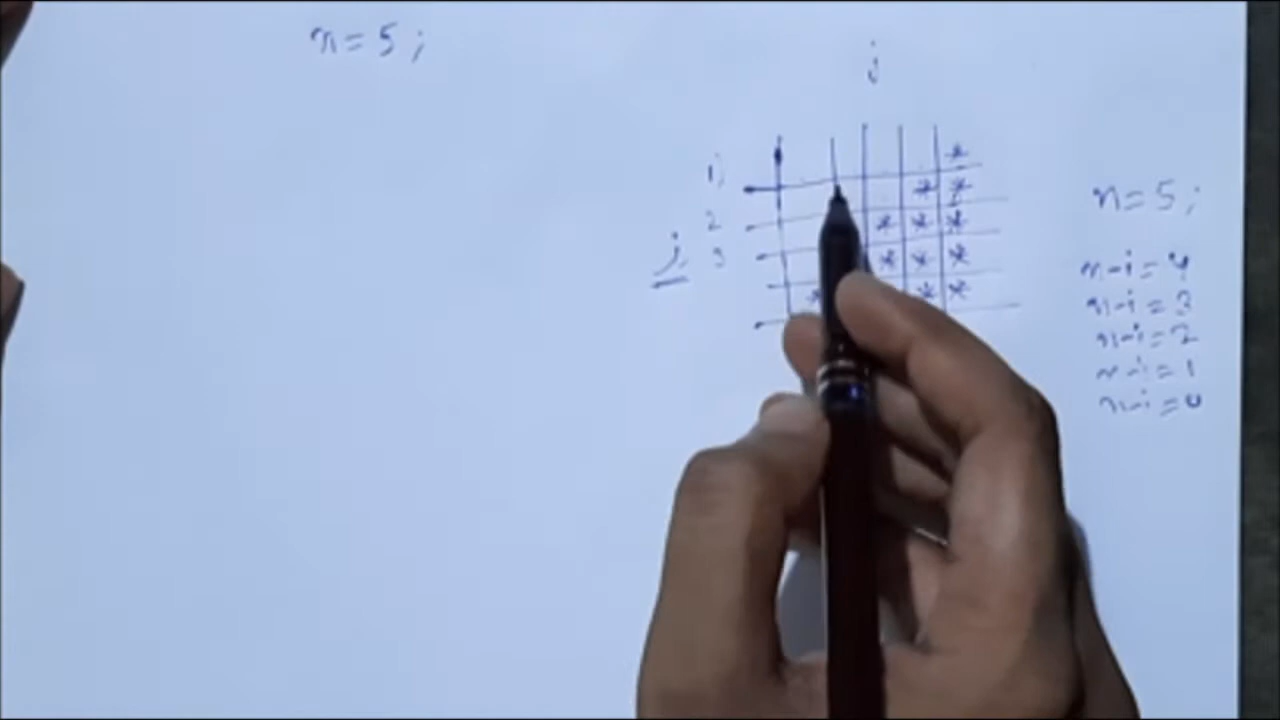 n = 5 ;
j
*
1) * *
2 * * *
i 3 * * *
* * *
n = 5 ;
n-i = 4
n-i = 3
n-i = 2
n-i = 1
n-i = 0